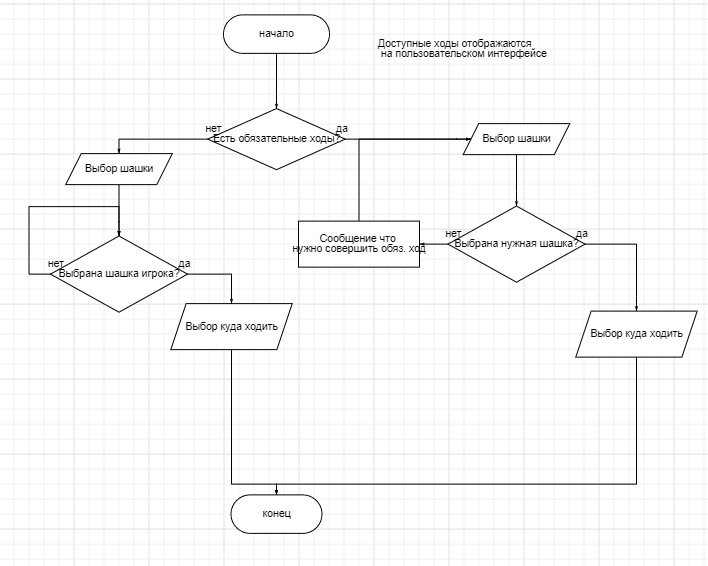 начало
Доступные ходы отображаются
на пользовательском интерфейсе
нет
да
Есть обязательные ходы?
Выбор шашки
Выбор шашки
Сообщение что
нужно совершить обяз. ход
нет
да
Выбрана нужная шашка?
нет
да
Выбрана шашка игрока?
Выбор куда ходить
Выбор куда ходить
конец